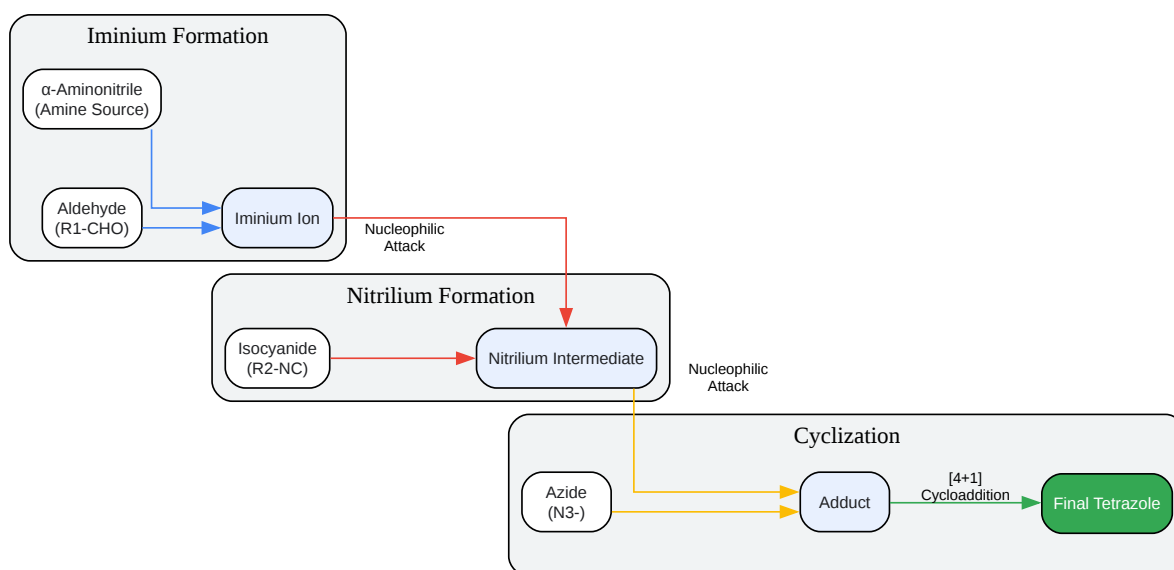 Iminium Formation
α-Aminonitrile
(Amine Source)
Aldehyde
(R1-CHO)
Iminium Ion
Nucleophilic
Attack
Nitrilium Formation
Isocyanide
(R2-NC)
Nitrilium Intermediate
Nucleophilic
Attack
Cyclization
Azide
(N3-)
Adduct
[4+1]
Cycloaddition
Final Tetrazole